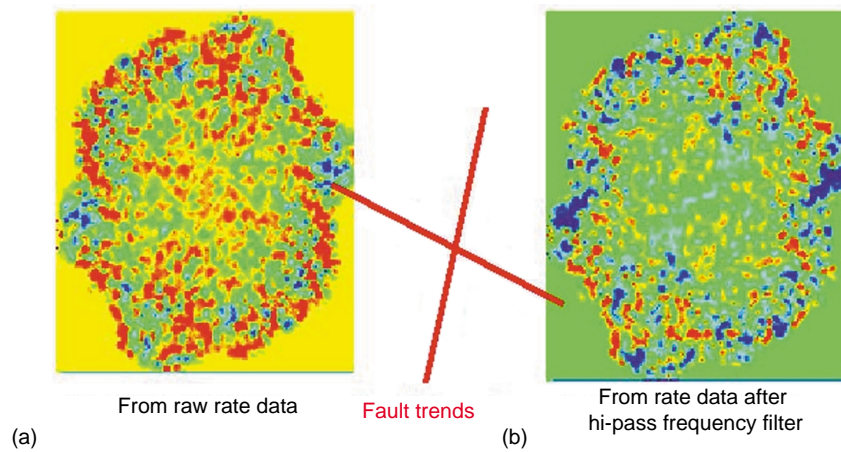 From raw rate data
Fault trends
From rate data after
hi-pass frequency filter
(a)
(b)